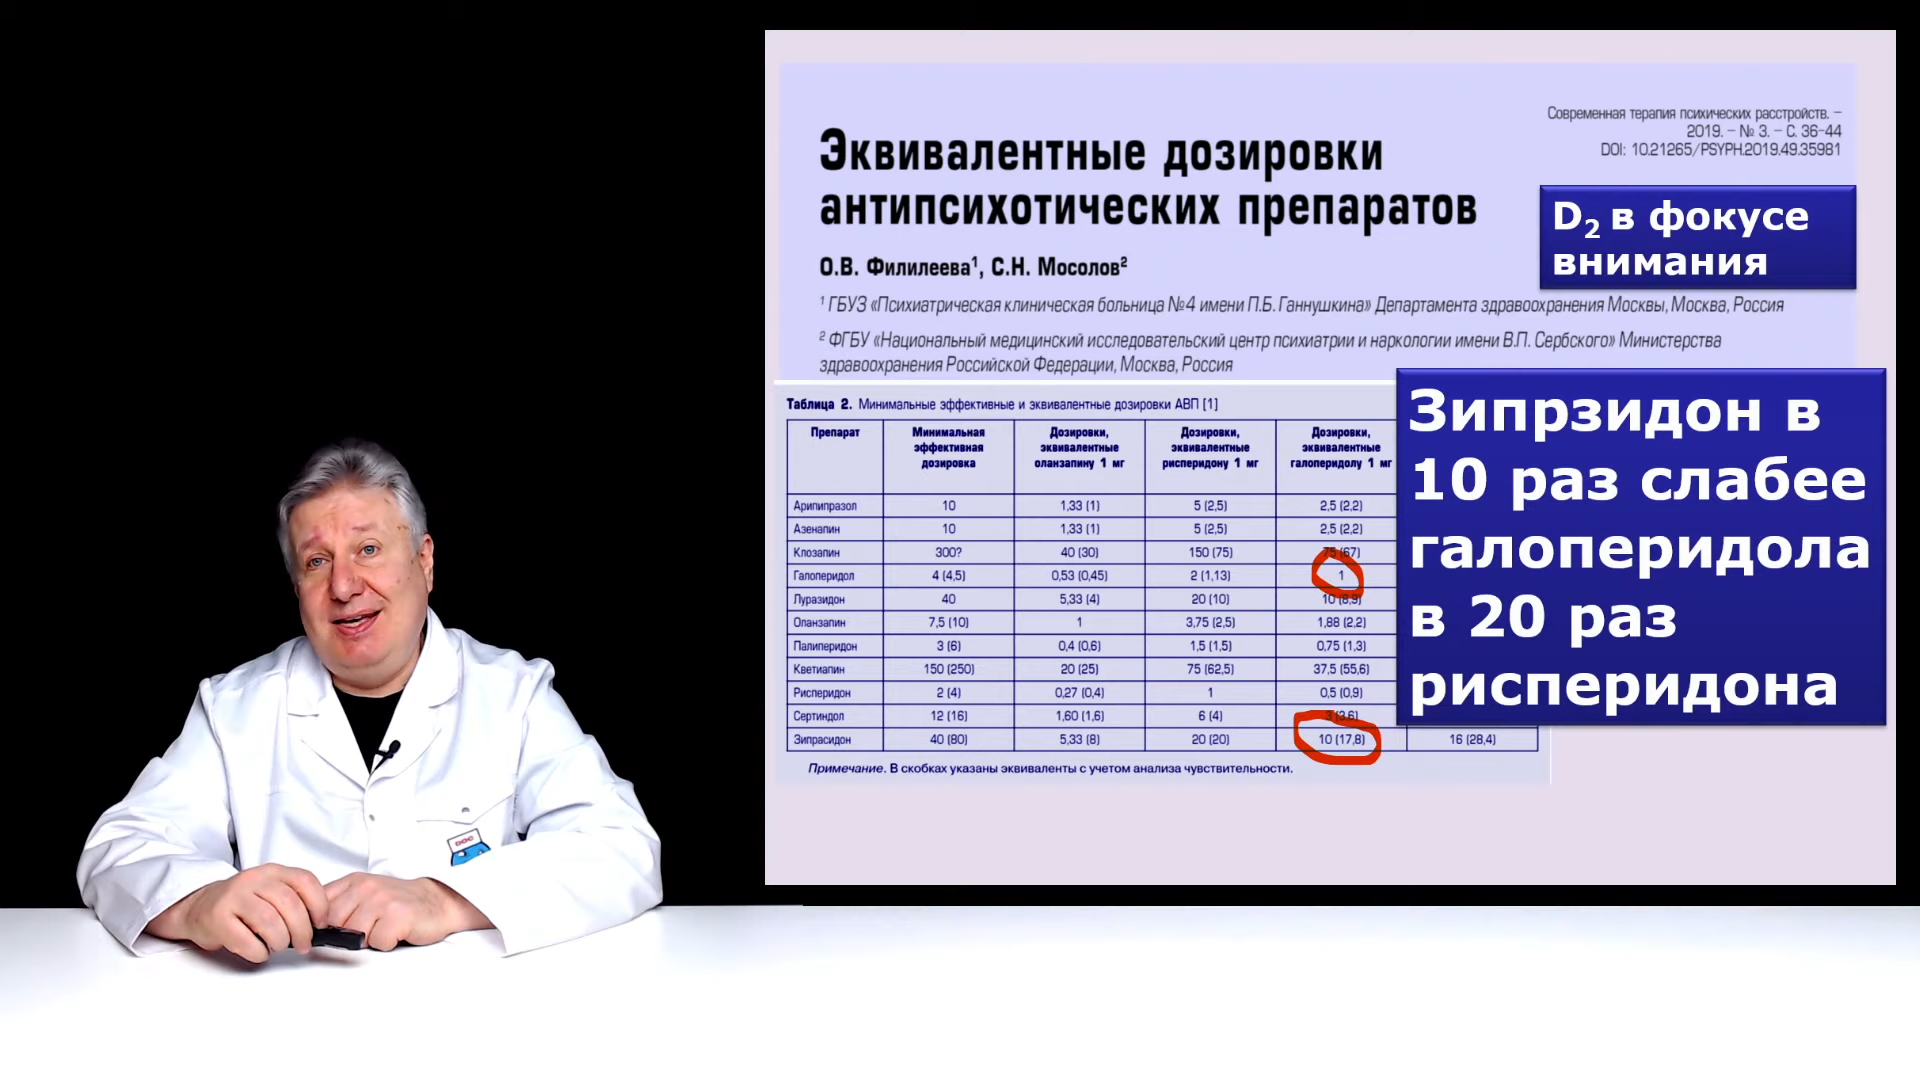 Современная терапия психических расстройств. –
2019. – № 3. – С. 36-44
DOI: 10.21265/PSYPH.2019.49.35981
Эквивалентные дозировки
антипсихотических препаратов
D2 в фокусе
внимания
О.В. Филилеева¹, С.Н. Мосолов²
¹ ГБУЗ «Психиатрическая клиническая больница №4 имени П.Б. Ганнушкина» Департамента здравоохранения Москвы, Москва, Россия
² ФГБУ «Национальный медицинский исследовательский центр психиатрии и наркологии имени В.П. Сербского» Министерства
здравоохранения Российской Федерации, Москва, Россия
Таблица 2. Минимальные эффективные и эквивалентные дозировки АВП [1]
Препарат Минимальная эффективная дозировка Дозировки, эквивалентные оланзапину 1 мг Дозировки, эквивалентные рисперидону 1 мг Дозировки, эквивалентные галоперидолу 1 мг
Арипипразол 10 1,33 (1) 5 (2,5) 2,5 (2,2)
Азенапин 10 1,33 (1) 5 (2,5) 2,5 (2,2)
Клозапин 300? 40 (30) 150 (75) 75 (67)
Галоперидол 4 (4,5) 0,53 (0,45) 2 (1,13) 1
Луразидон 40 5,33 (4) 20 (10) 10 (8,9)
Оланзапин 7,5 (10) 1 3,75 (2,5) 1,88 (2,2)
Палиперидон 3 (6) 0,4 (0,6) 1,5 (1,5) 0,75 (1,3)
Кветиапин 150 (250) 20 (25) 75 (62,5) 37,5 (55,6)
Рисперидон 2 (4) 0,27 (0,4) 1 0,5 (0,9)
Сертиндол 12 (16) 1,60 (1,6) 6 (4) 3 (3,6)
Зипрасидон 40 (80) 5,33 (8) 20 (20) 10 (17,8) 16 (28,4)
Примечание. В скобках указаны эквиваленты с учетом анализа чувствительности.
Зипрзидон в
10 раз слабее
галоперидола
в 20 раз
рисперидона